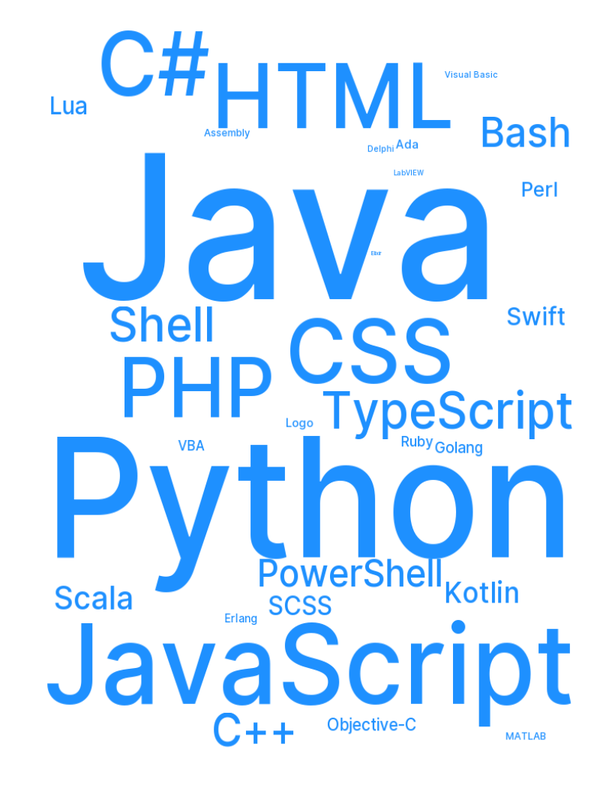 C#
HTML
Visual Basic
Lua
Assembly
Bash
Delphi
Ada
LabVIEW
Java
Perl
Shell
Swift
CSS
PHP
TypeScript
Logo
VBA
Ruby
Golang
Python
PowerShell
Kotlin
Scala
SCSS
Erlang
JavaScript
C++
Objective-C
MATLAB